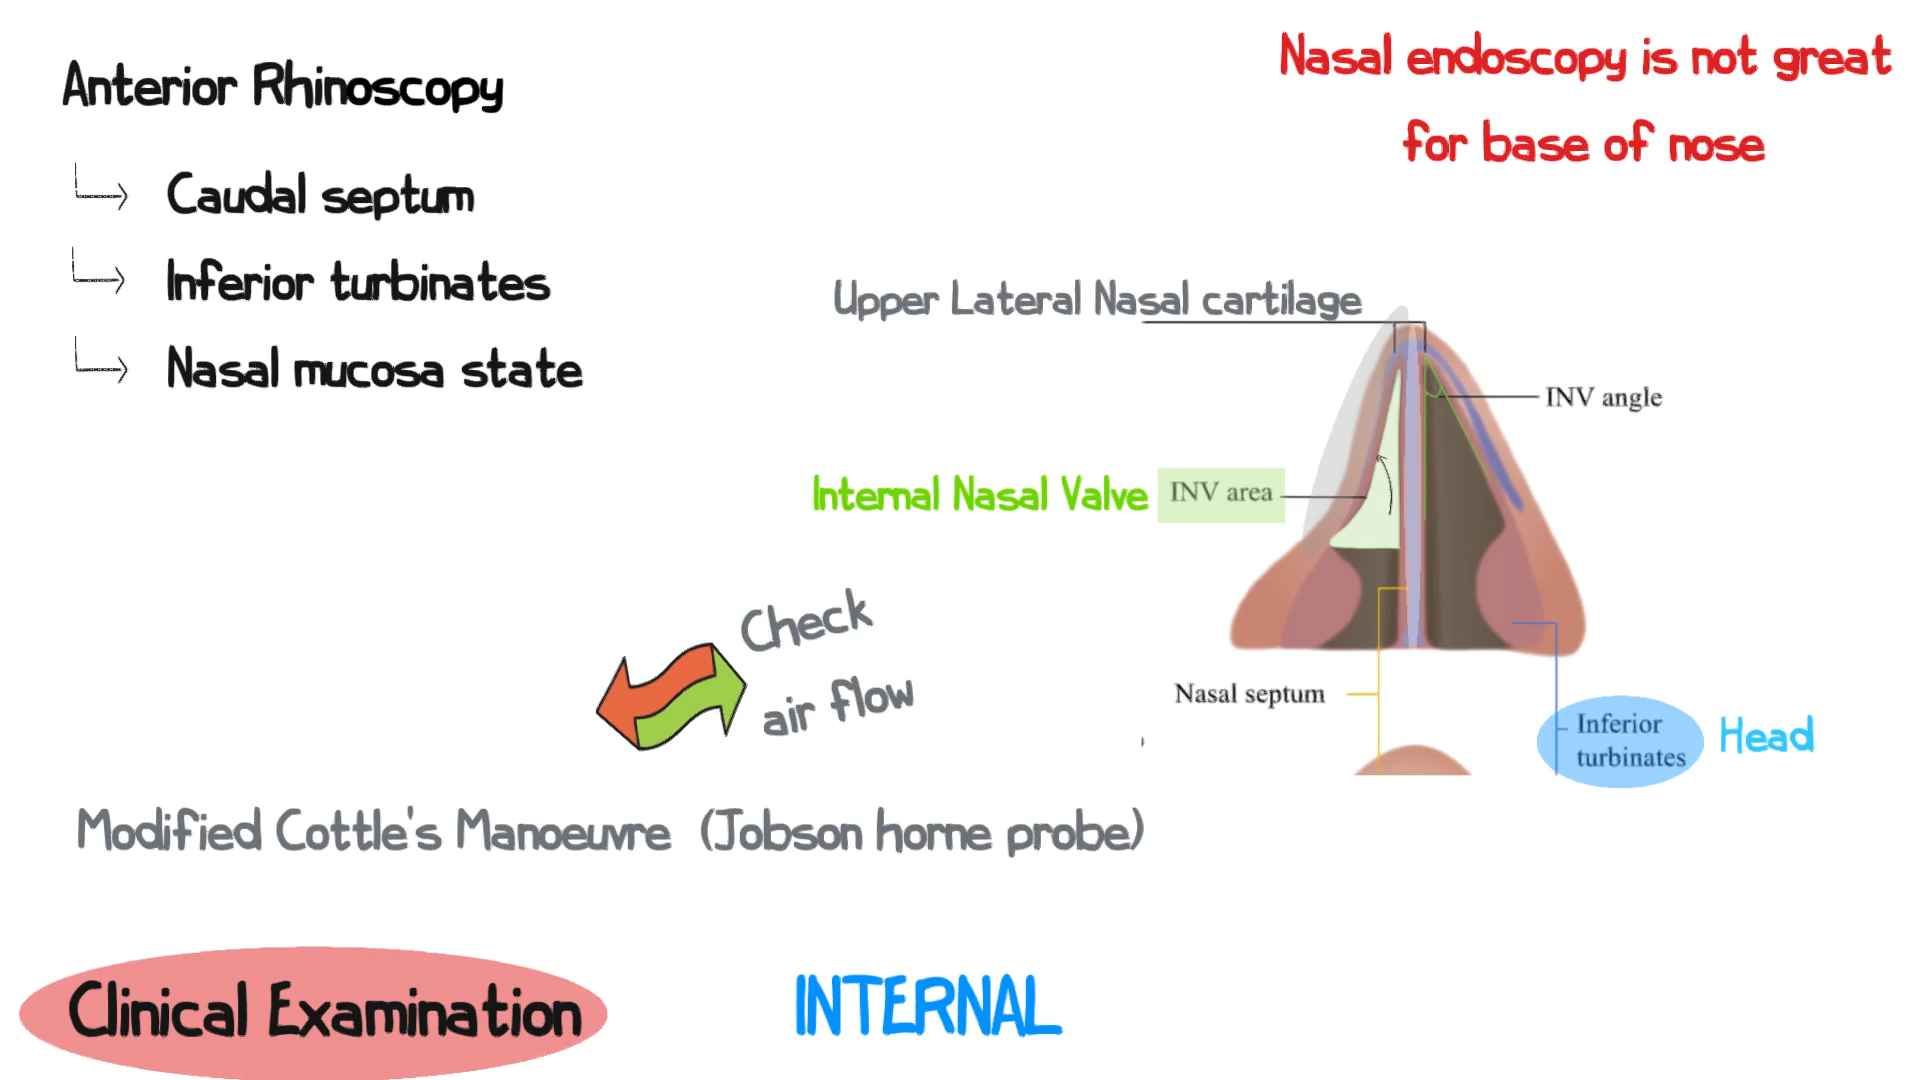 Anterior Rhinoscopy
Caudal septum
Inferior turbinates
Nasal mucosa state
Nasal endoscopy is not great
for base of nose
Upper Lateral Nasal cartilage
INV angle
Internal Nasal Valve
INV area
Check
air flow
Nasal septum
Inferior
turbinates
Head
Modified Cottle's Manoeuvre (Jobson horne probe)
Clinical Examination
INTERNAL